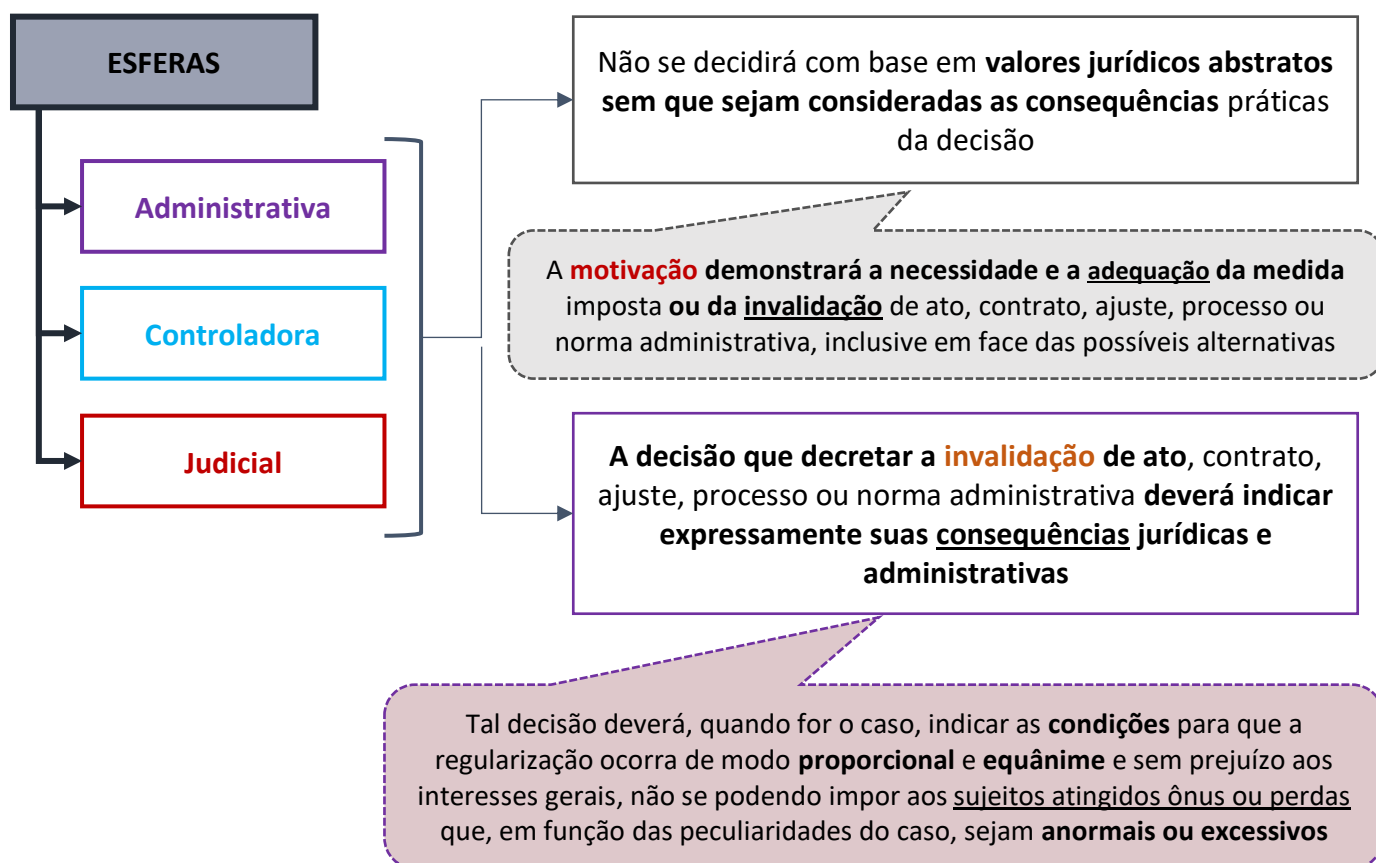 ESFERAS
Administrativa
Controladora
Judicial
Não se decidirá com base em valores jurídicos abstratos
sem que sejam consideradas as consequências práticas
da decisão
A motivação demonstrará a necessidade e a adequação da medida
imposta ou da invalidação de ato, contrato, ajuste, processo ou
norma administrativa, inclusive em face das possíveis alternativas
A decisão que decretar a invalidação de ato, contrato,
ajuste, processo ou norma administrativa deverá indicar
expressamente suas consequências jurídicas e
administrativas
Tal decisão deverá, quando for o caso, indicar as condições para que a
regularização ocorra de modo proporcional e equânime e sem prejuízo aos
interesses gerais, não se podendo impor aos sujeitos atingidos ônus ou perdas
que, em função das peculiaridades do caso, sejam anormais ou excessivos